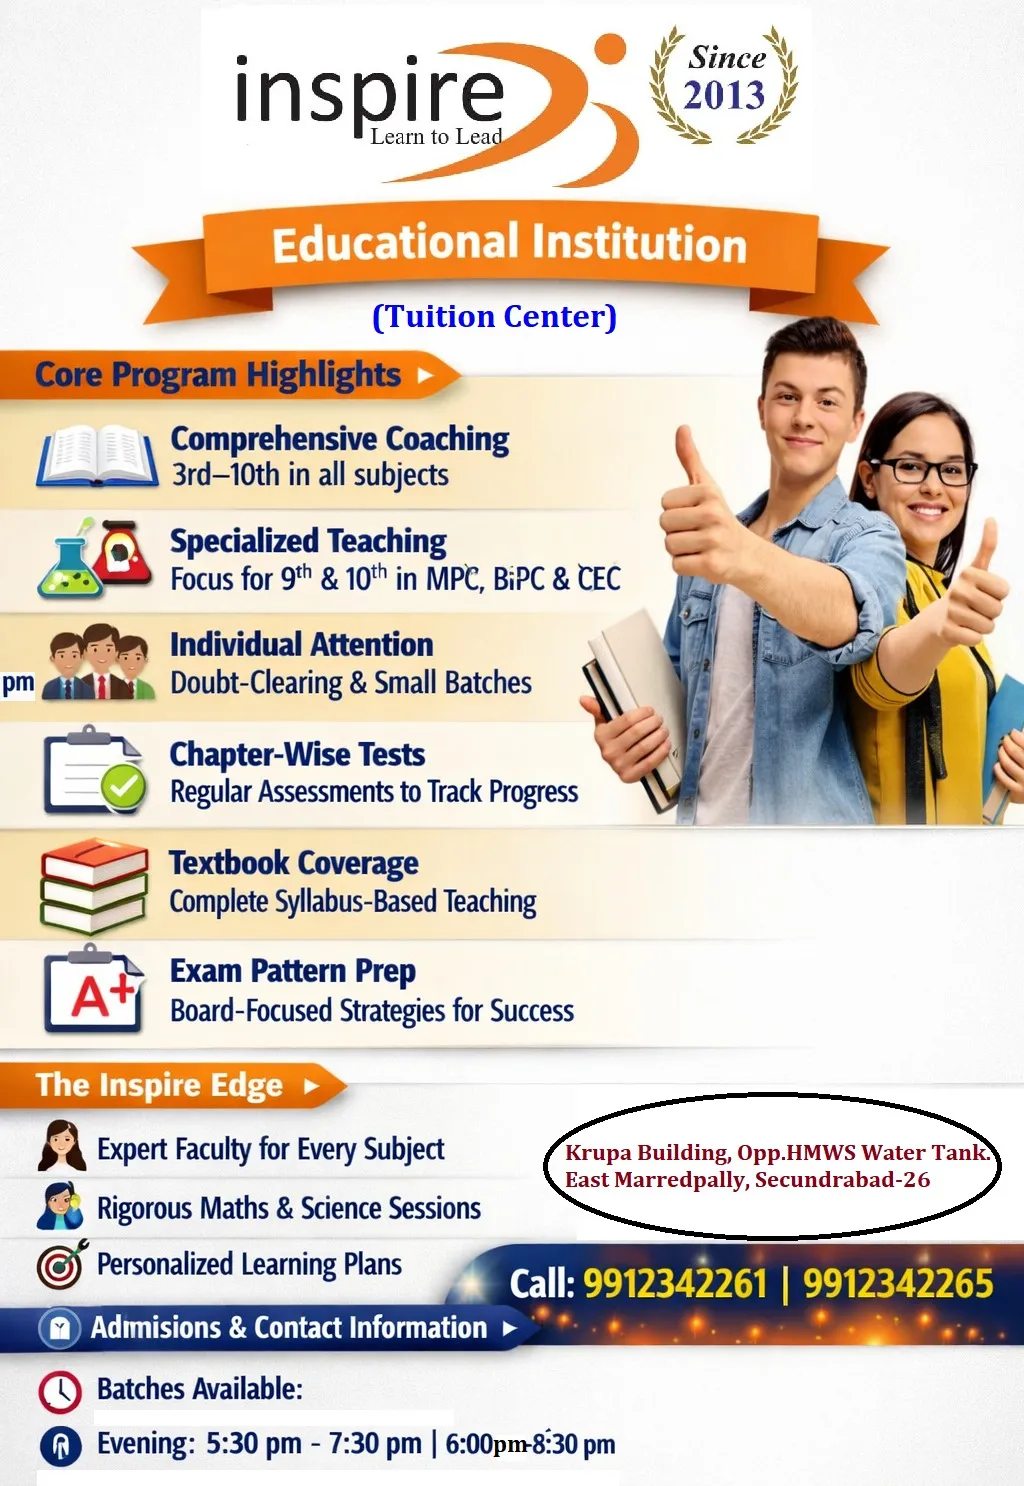 inspire
Learn to Lead
Since
2013
Educational Institution
(Tuition Center)
Core Program Highlights
Comprehensive Coaching
3rd–10th in all subjects
Specialized Teaching
Focus for 9th & 10th in MPC, BiPC & CEC
Individual Attention
pm
Doubt-Clearing & Small Batches
Chapter-Wise Tests
Regular Assessments to Track Progress
Textbook Coverage
Complete Syllabus-Based Teaching
A+
Exam Pattern Prep
Board-Focused Strategies for Success
The Inspire Edge
Expert Faculty for Every Subject
Rigorous Maths & Science Sessions
Personalized Learning Plans
Krupa Building, Opp.HMWS Water Tank.
East Marredpally, Secundrabad-26
Call: 9912342261 | 9912342265
Admisions & Contact Information
Batches Available:
Evening: 5:30 pm - 7:30 pm | 6:00pm-8:30 pm